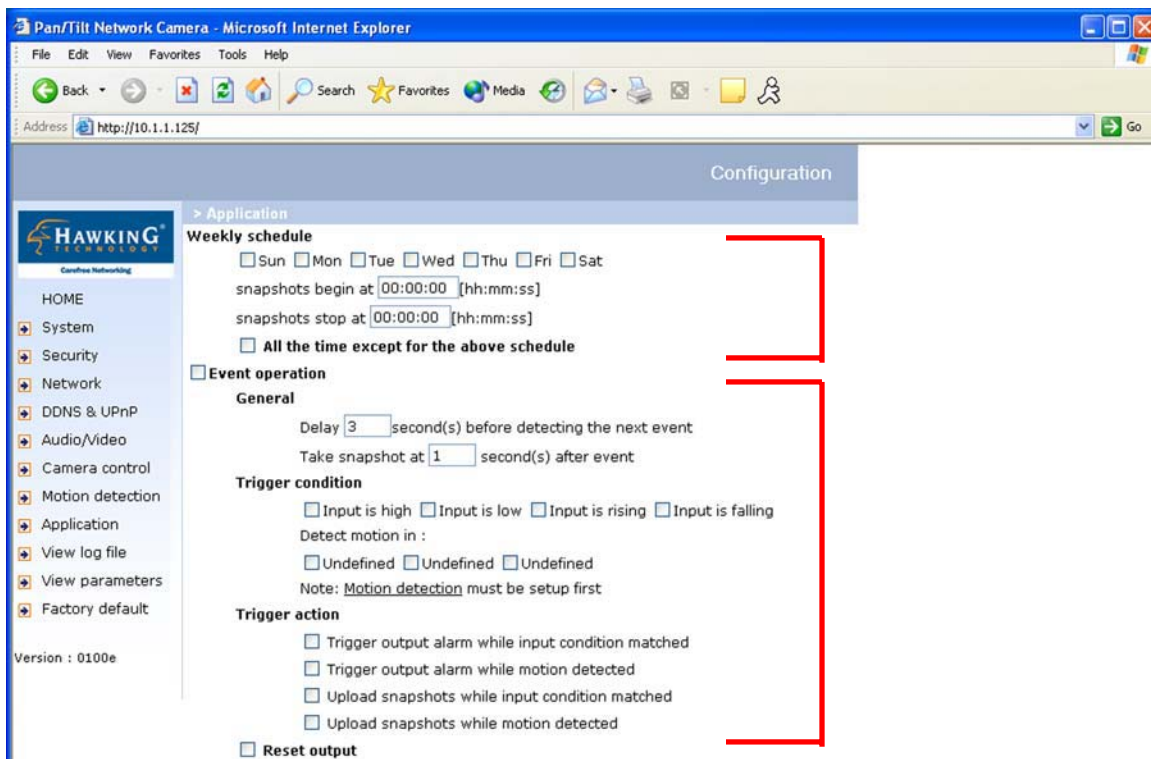 Pan/Tilt Network Camera - Microsoft Internet Explorer
File Edit View Favorites Tools Help
Back Search Favorites Media
Address http://10.1.1.125/ Go
Configuration
> Application
HAWKING®
TECHNOLOGY
Carefree Networking
HOME
System
Security
Network
DDNS & UPnP
Audio/Video
Camera control
Motion detection
Application
View log file
View parameters
Factory default
Version : 0100e
Weekly schedule
Sun Mon Tue Wed Thu Fri Sat
snapshots begin at 00:00:00 [hh:mm:ss]
snapshots stop at 00:00:00 [hh:mm:ss]
All the time except for the above schedule
Event operation
General
Delay 3 second(s) before detecting the next event
Take snapshot at 1 second(s) after event
Trigger condition
Input is high Input is low Input is rising Input is falling
Detect motion in :
Undefined Undefined Undefined
Note: Motion detection must be setup first
Trigger action
Trigger output alarm while input condition matched
Trigger output alarm while motion detected
Upload snapshots while input condition matched
Upload snapshots while motion detected
Reset output